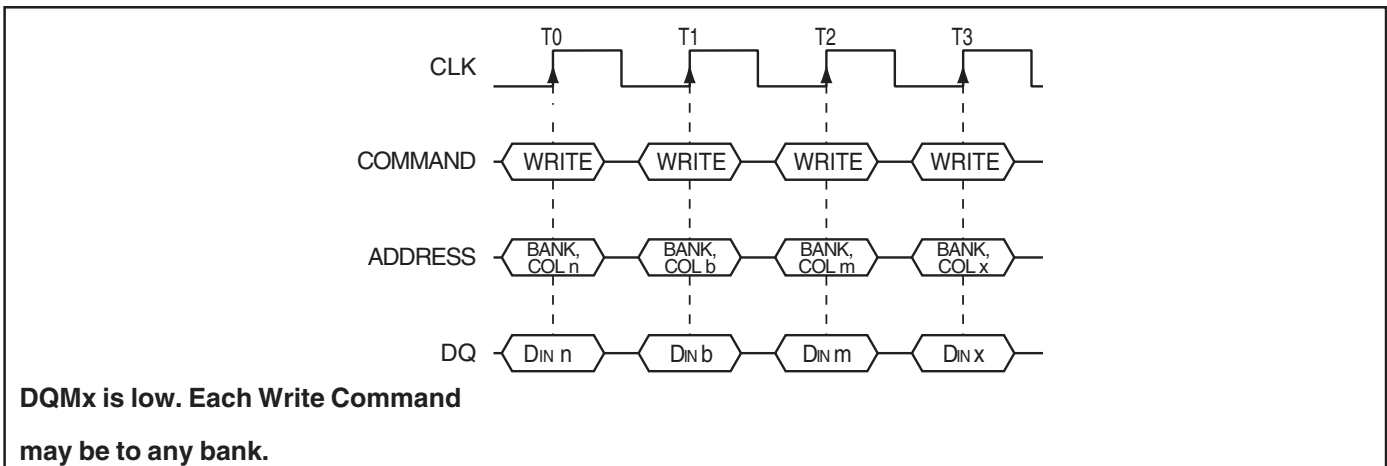 T0 T1 T2 T3
CLK
COMMAND WRITE WRITE WRITE WRITE
ADDRESS BANK, BANK, BANK, BANK,
COL n COL b COL m COL x
DQ DIN n DIN b DIN m DIN x
DQMx is low. Each Write Command
may be to any bank.